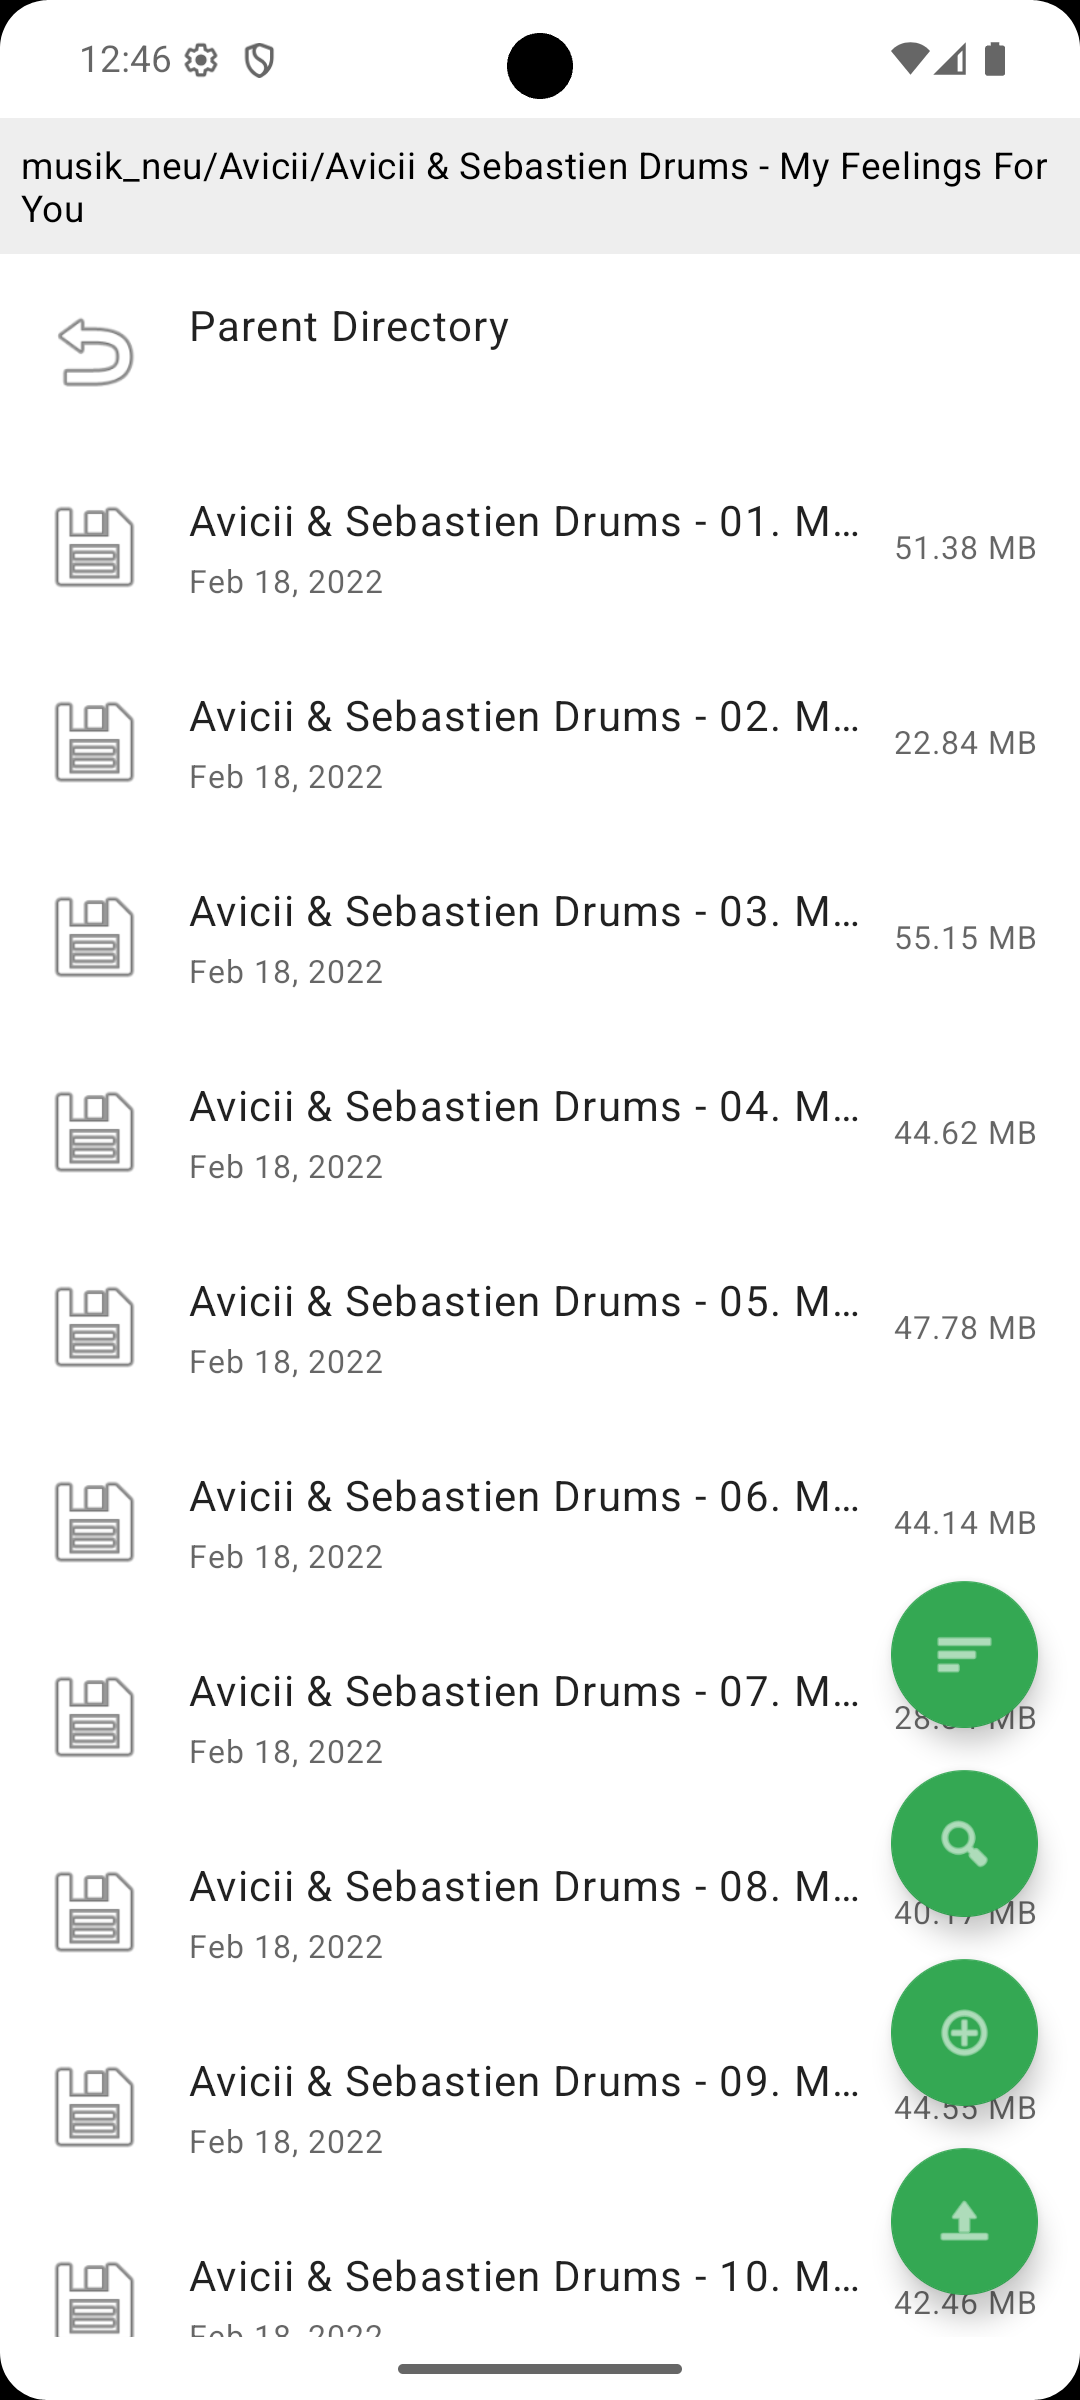 12:46
musik_neu/Avicii/Avicii & Sebastien Drums - My Feelings For
You
Parent Directory
Avicii & Sebastien Drums - 01. M...
Feb 18, 2022
51.38 MB
Avicii & Sebastien Drums - 02. M...
Feb 18, 2022
22.84 MB
Avicii & Sebastien Drums - 03. M...
Feb 18, 2022
55.15 MB
Avicii & Sebastien Drums - 04. M...
Feb 18, 2022
44.62 MB
Avicii & Sebastien Drums - 05. M...
Feb 18, 2022
47.78 MB
Avicii & Sebastien Drums - 06. M...
Feb 18, 2022
44.14 MB
Avicii & Sebastien Drums - 07. M...
Feb 18, 2022
MB
Avicii & Sebastien Drums - 08. M...
Feb 18, 2022
MB
Avicii & Sebastien Drums - 09. M...
Feb 18, 2022
44.55 MB
Avicii & Sebastien Drums - 10. M...
Feb 18, 2022
42.46 MB